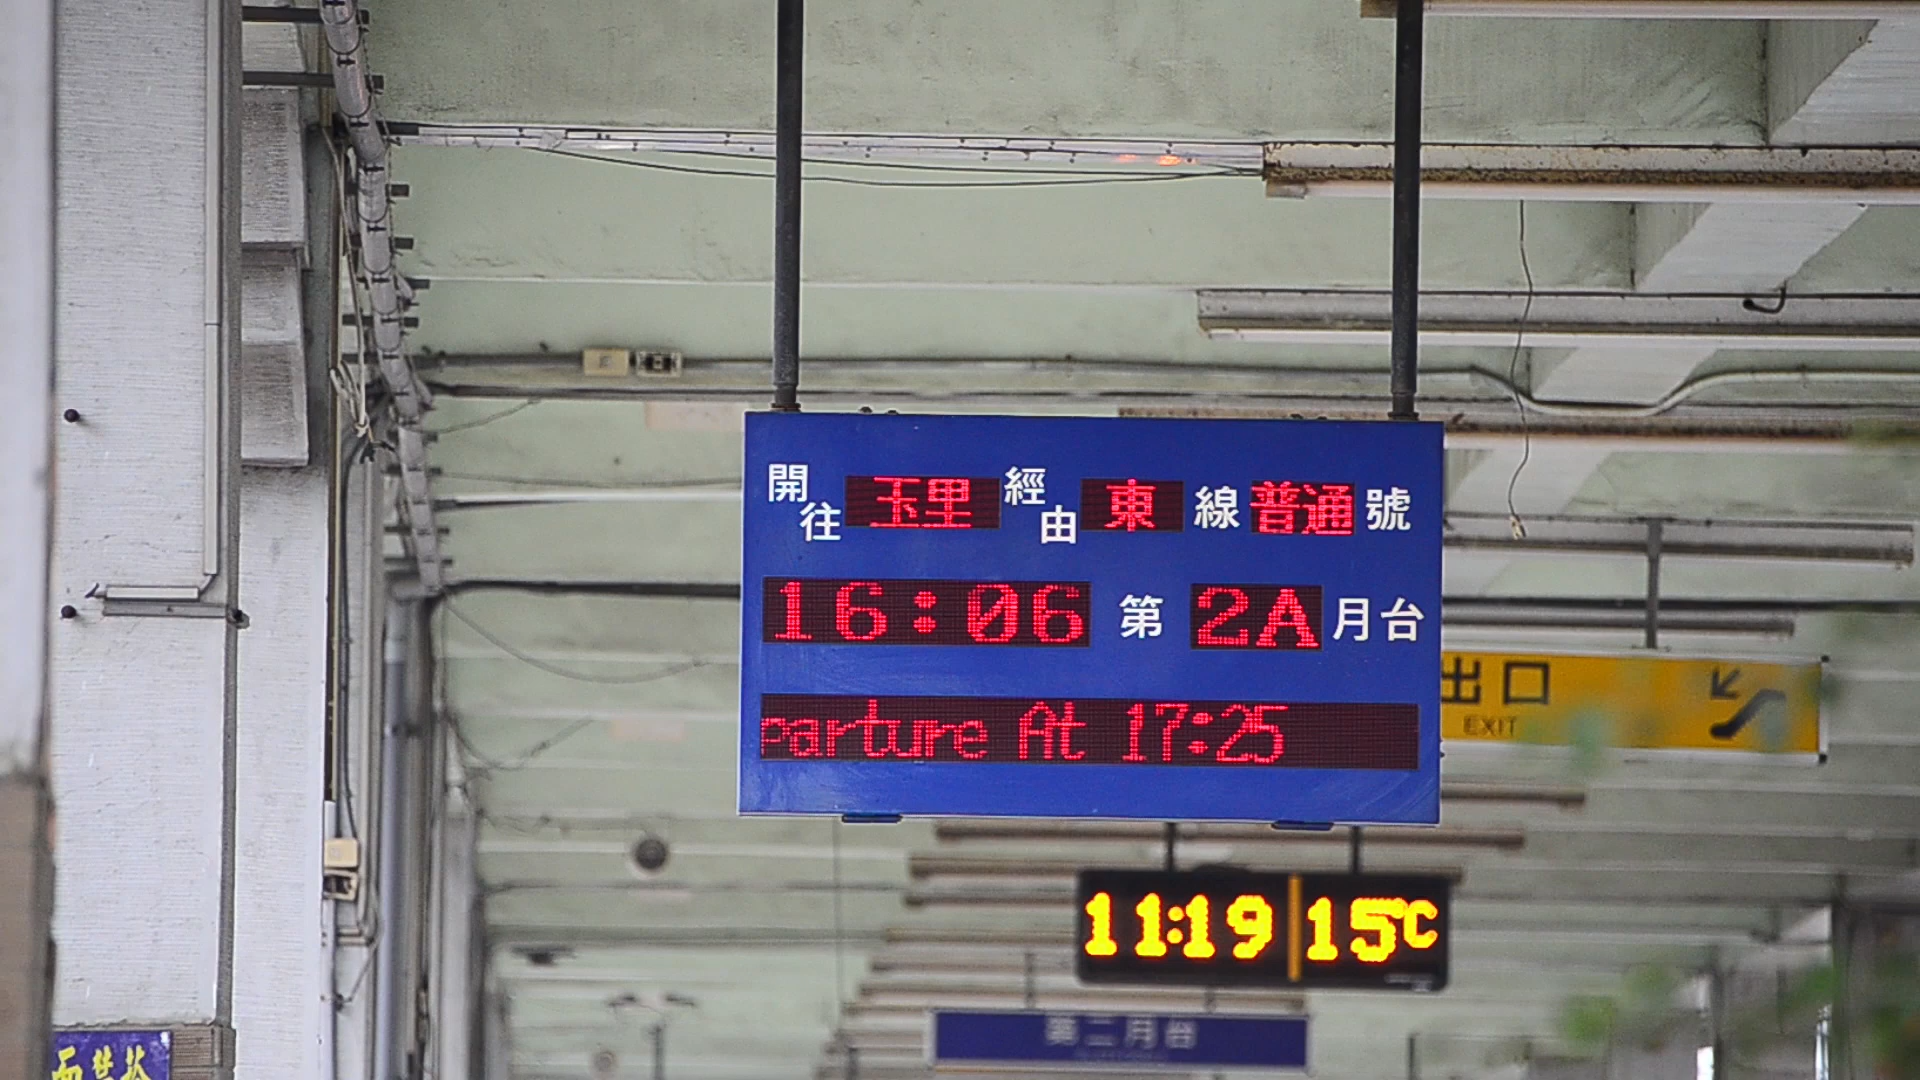 開往 玉里 經由 東 線 普通 號
16:06 第 2A 月台
parture At 17:25
出口
EXIT
11:19 15°C
第二月台